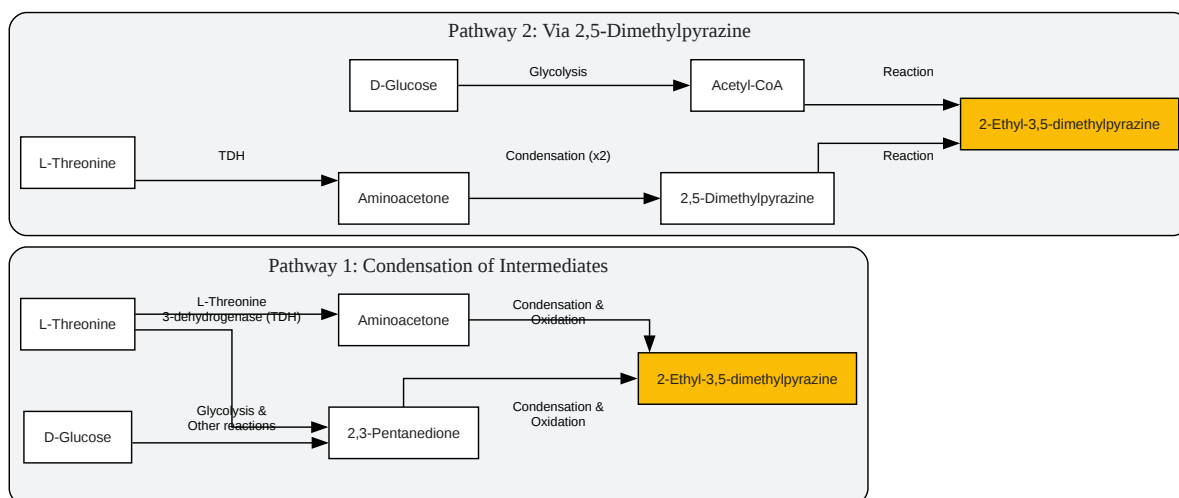 Pathway 2: Via 2,5-Dimethylpyrazine
D-Glucose
Glycolysis
Acetyl-CoA
Reaction
2-Ethyl-3,5-dimethylpyrazine
L-Threonine
TDH
Aminoacetone
Condensation (x2)
2,5-Dimethylpyrazine
Reaction
Pathway 1: Condensation of Intermediates
L-Threonine
L-Threonine
3-dehydrogenase (TDH)
Aminoacetone
Condensation &
Oxidation
2-Ethyl-3,5-dimethylpyrazine
D-Glucose
Glycolysis &
Other reactions
2,3-Pentanedione
Condensation &
Oxidation